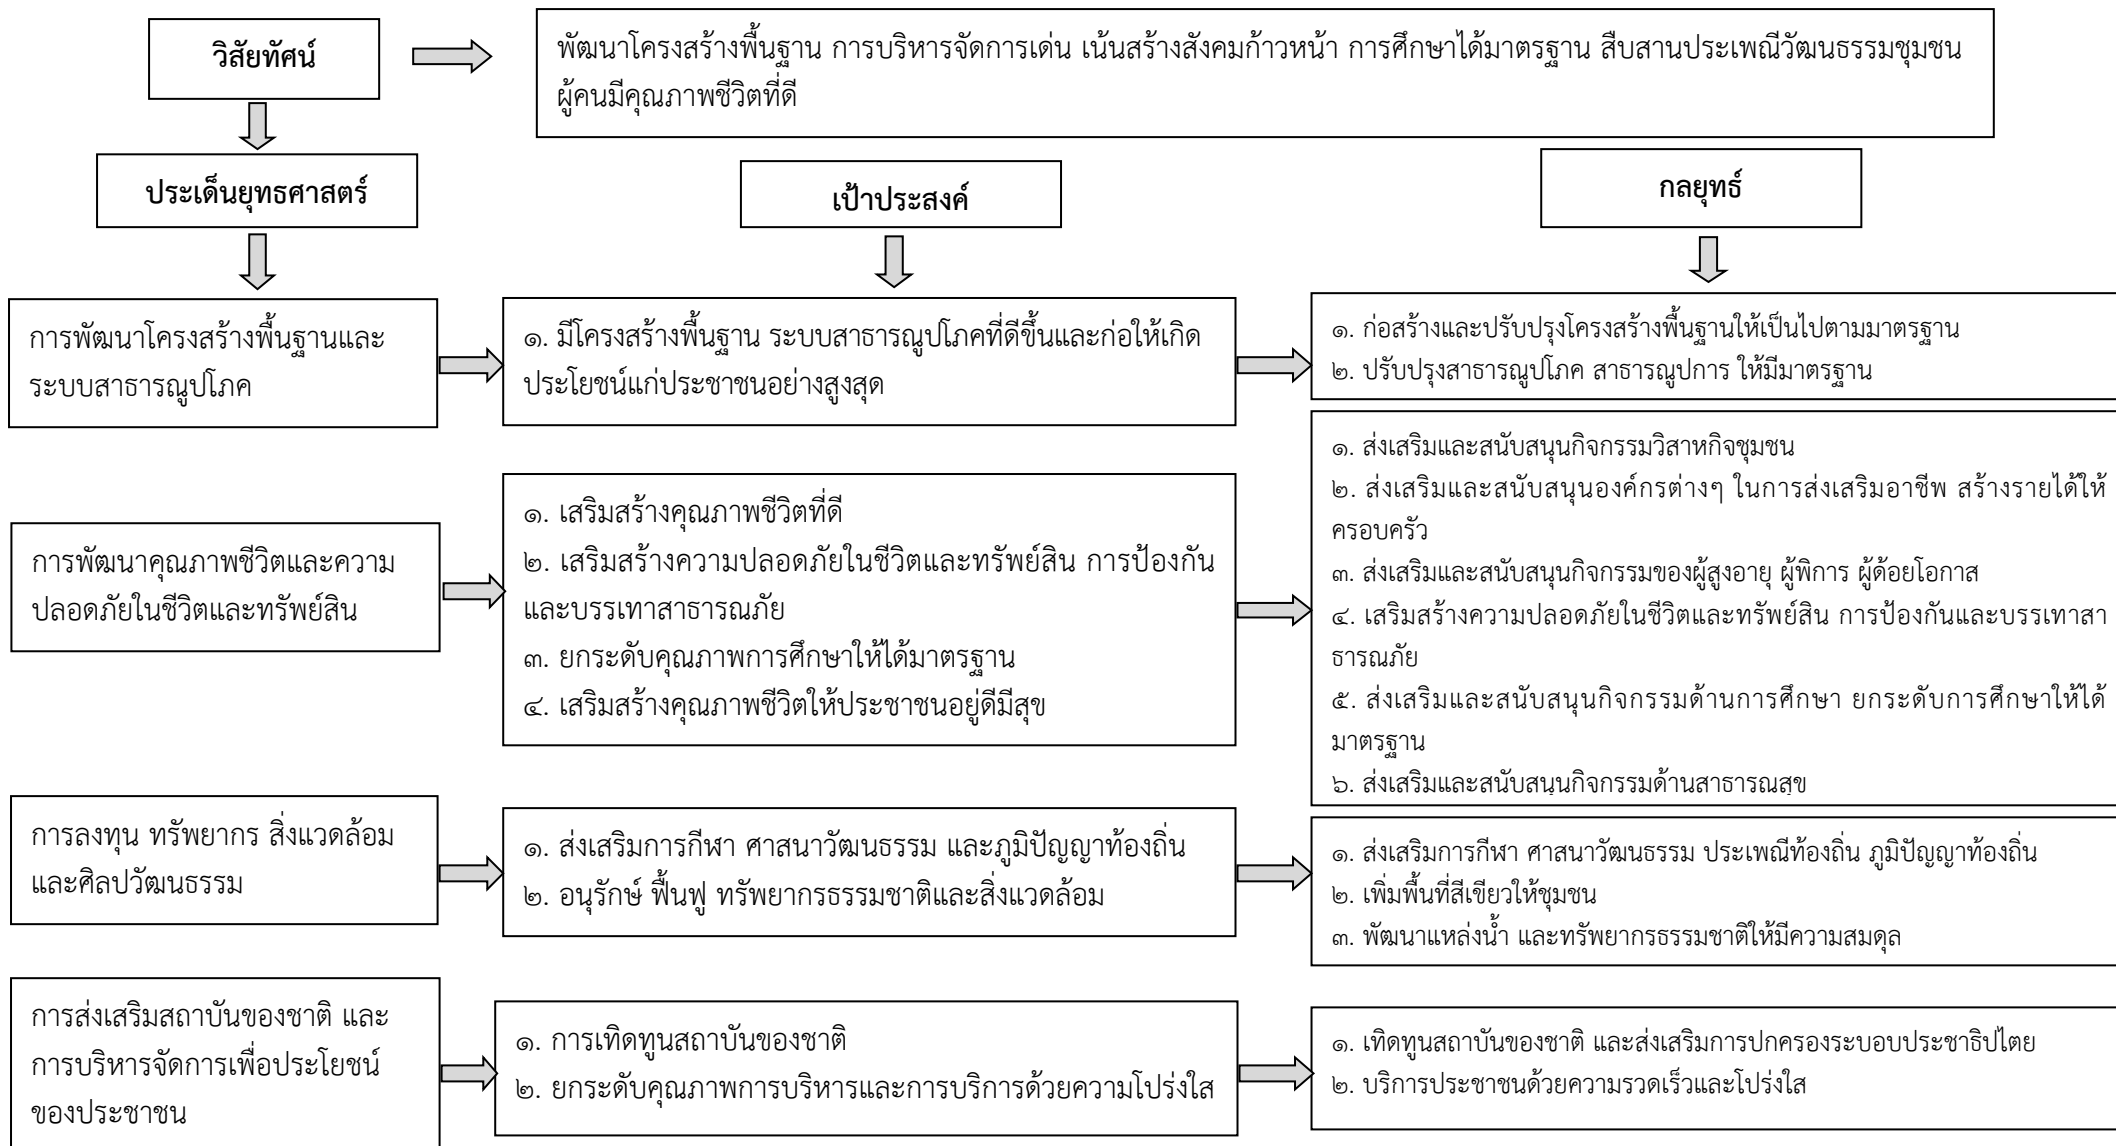 วิสัยทัศน์
พัฒนาโครงสร้างพื้นฐาน การบริหารจัดการเด่น เน้นสร้างสังคมก้าวหน้า การศึกษาได้มาตรฐาน สืบสานประเพณีวัฒนธรรมชุมชน
ผู้คนมีคุณภาพชีวิตที่ดี
ประเด็นยุทธศาสตร์
เป้าประสงค์
กลยุทธ์
การพัฒนาโครงสร้างพื้นฐานและ
ระบบสาธารณูปโภค
๑. มีโครงสร้างพื้นฐาน ระบบสาธารณูปโภคที่ดีขึ้นและก่อให้เกิด
ประโยชน์แก่ประชาชนอย่างสูงสุด
๑. ก่อสร้างและปรับปรุงโครงสร้างพื้นฐานให้เป็นไปตามมาตรฐาน
๒. ปรับปรุงสาธารณูปโภค สาธารณูปการ ให้มีมาตรฐาน
การพัฒนาคุณภาพชีวิตและความ
ปลอดภัยในชีวิตและทรัพย์สิน
๑. เสริมสร้างคุณภาพชีวิตที่ดี
๒. เสริมสร้างความปลอดภัยในชีวิตและทรัพย์สิน การป้องกัน
และบรรเทาสาธารณภัย
๓. ยกระดับคุณภาพการศึกษาให้ได้มาตรฐาน
๔. เสริมสร้างคุณภาพชีวิตให้ประชาชนอยู่ดีมีสุข
๑. ส่งเสริมและสนับสนุนกิจกรรมวิสาหกิจชุมชน
๒. ส่งเสริมและสนับสนุนองค์กรต่างๆ ในการส่งเสริมอาชีพ สร้างรายได้ให้
ครอบครัว
๓. ส่งเสริมและสนับสนุนกิจกรรมของผู้สูงอายุ ผู้พิการ ผู้ด้อยโอกาส
๔. เสริมสร้างความปลอดภัยในชีวิตและทรัพย์สิน การป้องกันและบรรเทาสา
ธารณภัย
๕. ส่งเสริมและสนับสนุนกิจกรรมด้านการศึกษา ยกระดับการศึกษาให้ได้
มาตรฐาน
๖. ส่งเสริมและสนับสนุนกิจกรรมด้านสาธารณสุข
การลงทุน ทรัพยากร สิ่งแวดล้อม
และศิลปวัฒนธรรม
๑. ส่งเสริมการกีฬา ศาสนาวัฒนธรรม และภูมิปัญญาท้องถิ่น
๒. อนุรักษ์ ฟื้นฟู ทรัพยากรธรรมชาติและสิ่งแวดล้อม
๑. ส่งเสริมการกีฬา ศาสนาวัฒนธรรม ประเพณีท้องถิ่น ภูมิปัญญาท้องถิ่น
๒. เพิ่มพื้นที่สีเขียวให้ชุมชน
๓. พัฒนาแหล่งน้ำ และทรัพยากรธรรมชาติให้มีความสมดุล
การส่งเสริมสถาบันของชาติ และ
การบริหารจัดการเพื่อประโยชน์
ของประชาชน
๑. การเทิดทูนสถาบันของชาติ
๒. ยกระดับคุณภาพการบริหารและการบริการด้วยความโปร่งใส
๑. เทิดทูนสถาบันของชาติ และส่งเสริมการปกครองระบอบประชาธิปไตย
๒. บริการประชาชนด้วยความรวดเร็วและโปร่งใส